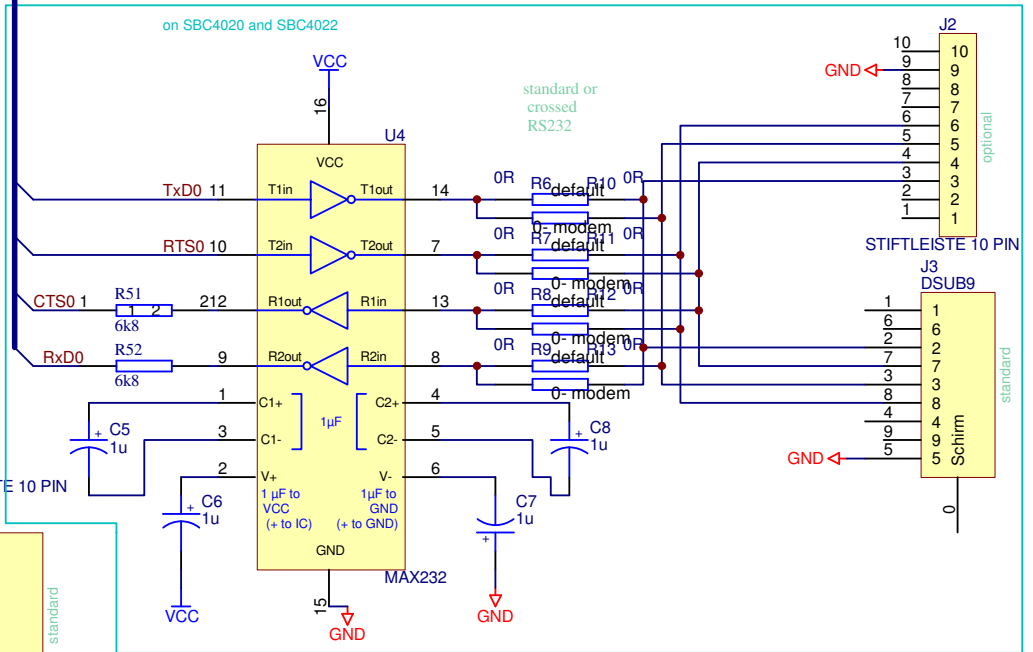 on SBC4020 and SBC4022
VCC
16
U4
VCC
TxD0 11 T1in T1out 14
RTS0 10 T2in T2out 7
CTS0 1 R51 1 2 6k8 212 R1out R1in 13
RxD0 R52 6k8 9 R2out R2in 8
1 C1+ C2+ 4
1µF
3 C1- C2- 5
2 V+ V- 6
1 µF to
VCC
(+ to IC)
1µF to
GND
(+ to GND)
GND
15
MAX232
GND
+ C5
1u
+ C6
1u
VCC
+ C8
1u
C7
1u
+
GND
standard or
crossed
RS232
0R R6 default R10 0R
0- modem
0R R7 default R11 0R
0- modem
0R R8 default R12 0R
0- modem
0R R9 default R13 0R
0- modem
J2
10 10
GND 9 9
8 8
7 7
6 6
5 5
4 4
3 3
2 2
1 1
optional
STIFTLEISTE 10 PIN
J3
DSUB9
1 1
6 6
2 2
7 7
3 3
8 8
4 4
9 9
GND 5 5
Schirm
0
standard
TE 10 PIN
standard